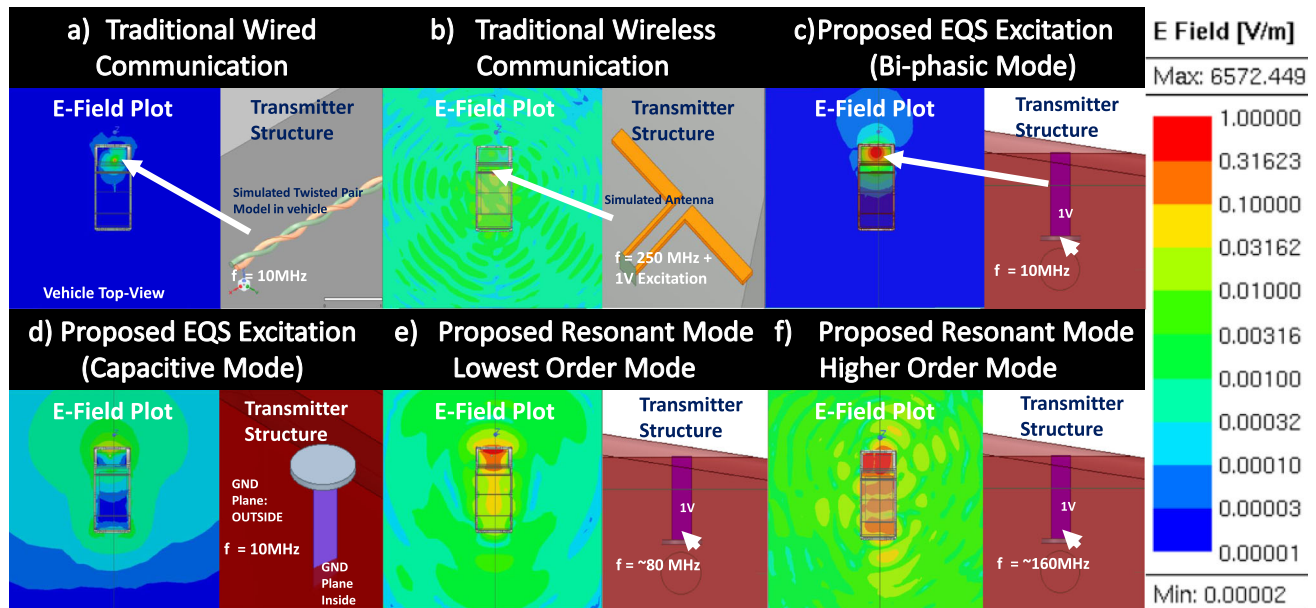 a) Traditional Wired
Communication
E-Field Plot
Transmitter
Structure
Simulated Twisted Pair
Model in vehicle
f = 10MHz
Vehicle Top-View
b) Traditional Wireless
Communication
E-Field Plot
Transmitter
Structure
Simulated Antenna
f = 250 MHz +
1V Excitation
c) Proposed EQS Excitation
(Bi-phasic Mode)
E-Field Plot
Transmitter
Structure
1V
f = 10MHz
d) Proposed EQS Excitation
(Capacitive Mode)
E-Field Plot
Transmitter
Structure
GND
Plane:
OUTSIDE
f = 10MHz
GND
Plane
Inside
e) Proposed Resonant Mode
Lowest Order Mode
E-Field Plot
Transmitter
Structure
1V
f = ~80 MHz
f) Proposed Resonant Mode
Higher Order Mode
E-Field Plot
Transmitter
Structure
1V
f = ~160MHz
E Field [V/m]
Max: 6572.449
1.00000
0.31623
0.10000
0.03162
0.01000
0.00316
0.00100
0.00032
0.00010
0.00003
0.00001
Min: 0.00002